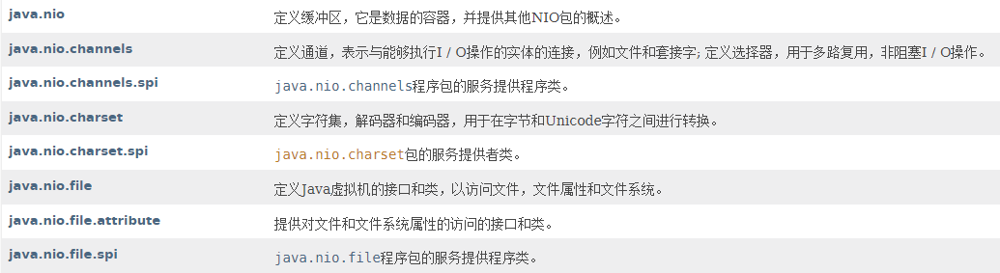 java.nio 定义缓冲区，它是数据的容器，并提供其他NIO包的概述。
java.nio.channels 定义通道，表示与能够执行I / O操作的实体的连接，例如文件和套接字; 定义选择器，用于多路复用，非阻塞I / O操作。
java.nio.channels.spi java.nio.channels程序包的服务提供程序类。
java.nio.charset 定义字符集，解码器和编码器，用于在字节和Unicode字符之间进行转换。
java.nio.charset.spi java.nio.charset包的服务提供者类。
java.nio.file 定义Java虚拟机的接口和类，以访问文件，文件属性和文件系统。
java.nio.file.attribute 提供对文件和文件系统属性的访问的接口和类。
java.nio.file.spi java.nio.file程序包的服务提供程序类。